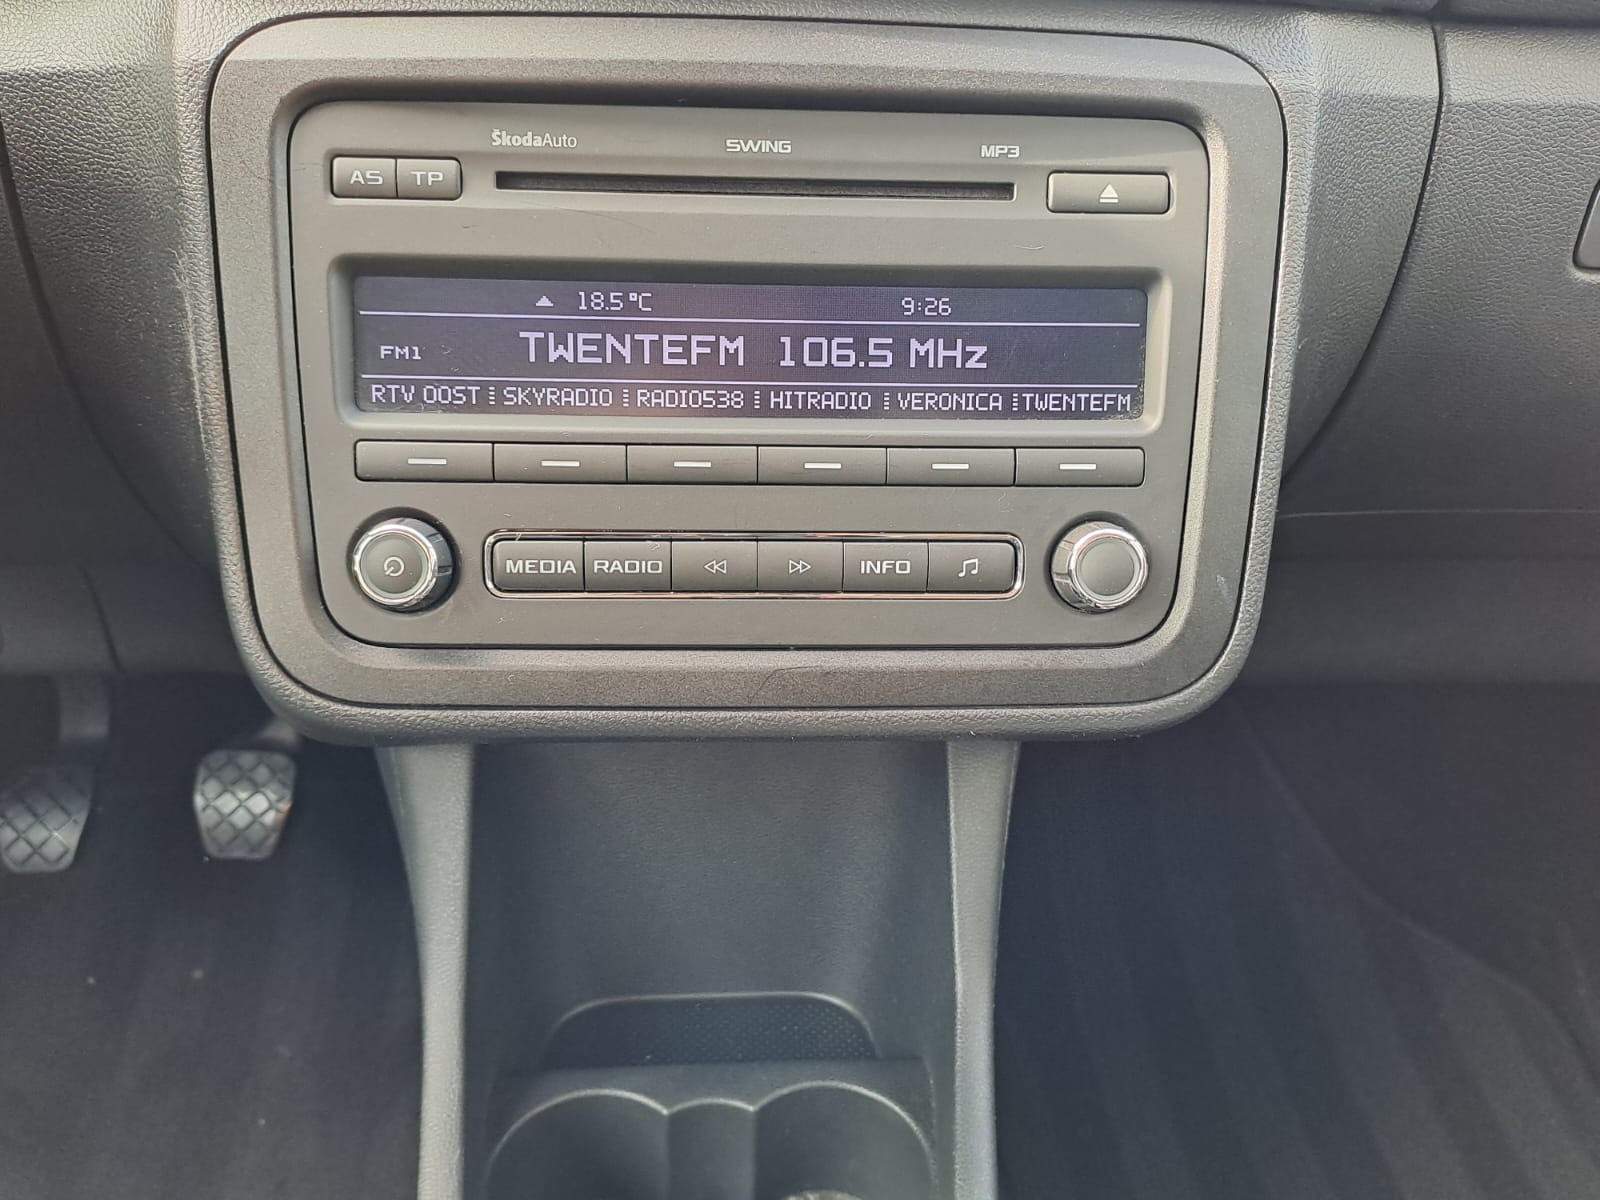 ŠkodaAuto SWING MP3
AS TP
18.5°C 9:26
FM1 TWENTEFM 106.5 MHz
RTV OOST SKYRADIO RADIO538 HITRADIO VERONICA TWENTEFM
MEDIA RADIO INFO